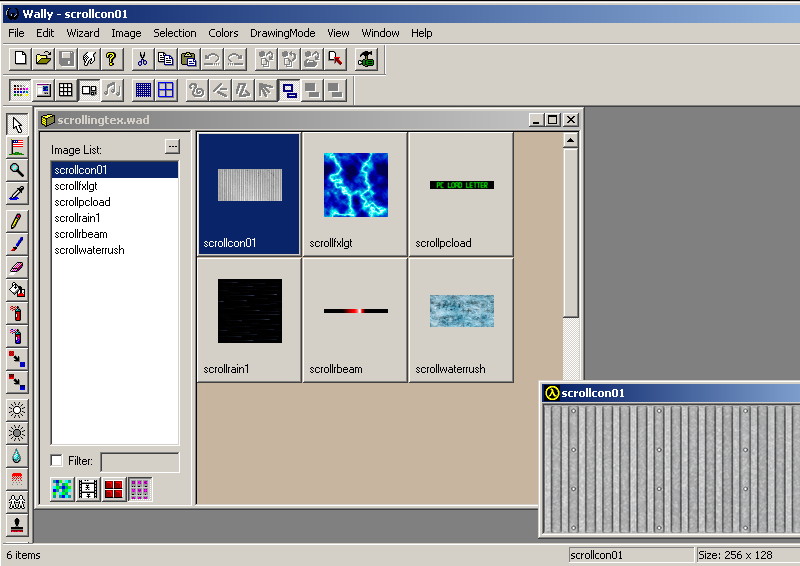 Wally - scrollcon01
File Edit Wizard Image Selection Colors DrawingMode View Window Help
scrollingtex.wad
Image List: ...
scrollcon01
scrollfxlgt
scrollpcload
scrollrain1
scrollrbeam
scrollwaterrush
PC LOAD LETTER
scrollcon01 scrollfxlgt scrollpcload
scrollrain1 scrollrbeam scrollwaterrush
Filter:
scrollcon01
6 items scrollcon01 Size: 256 x 128